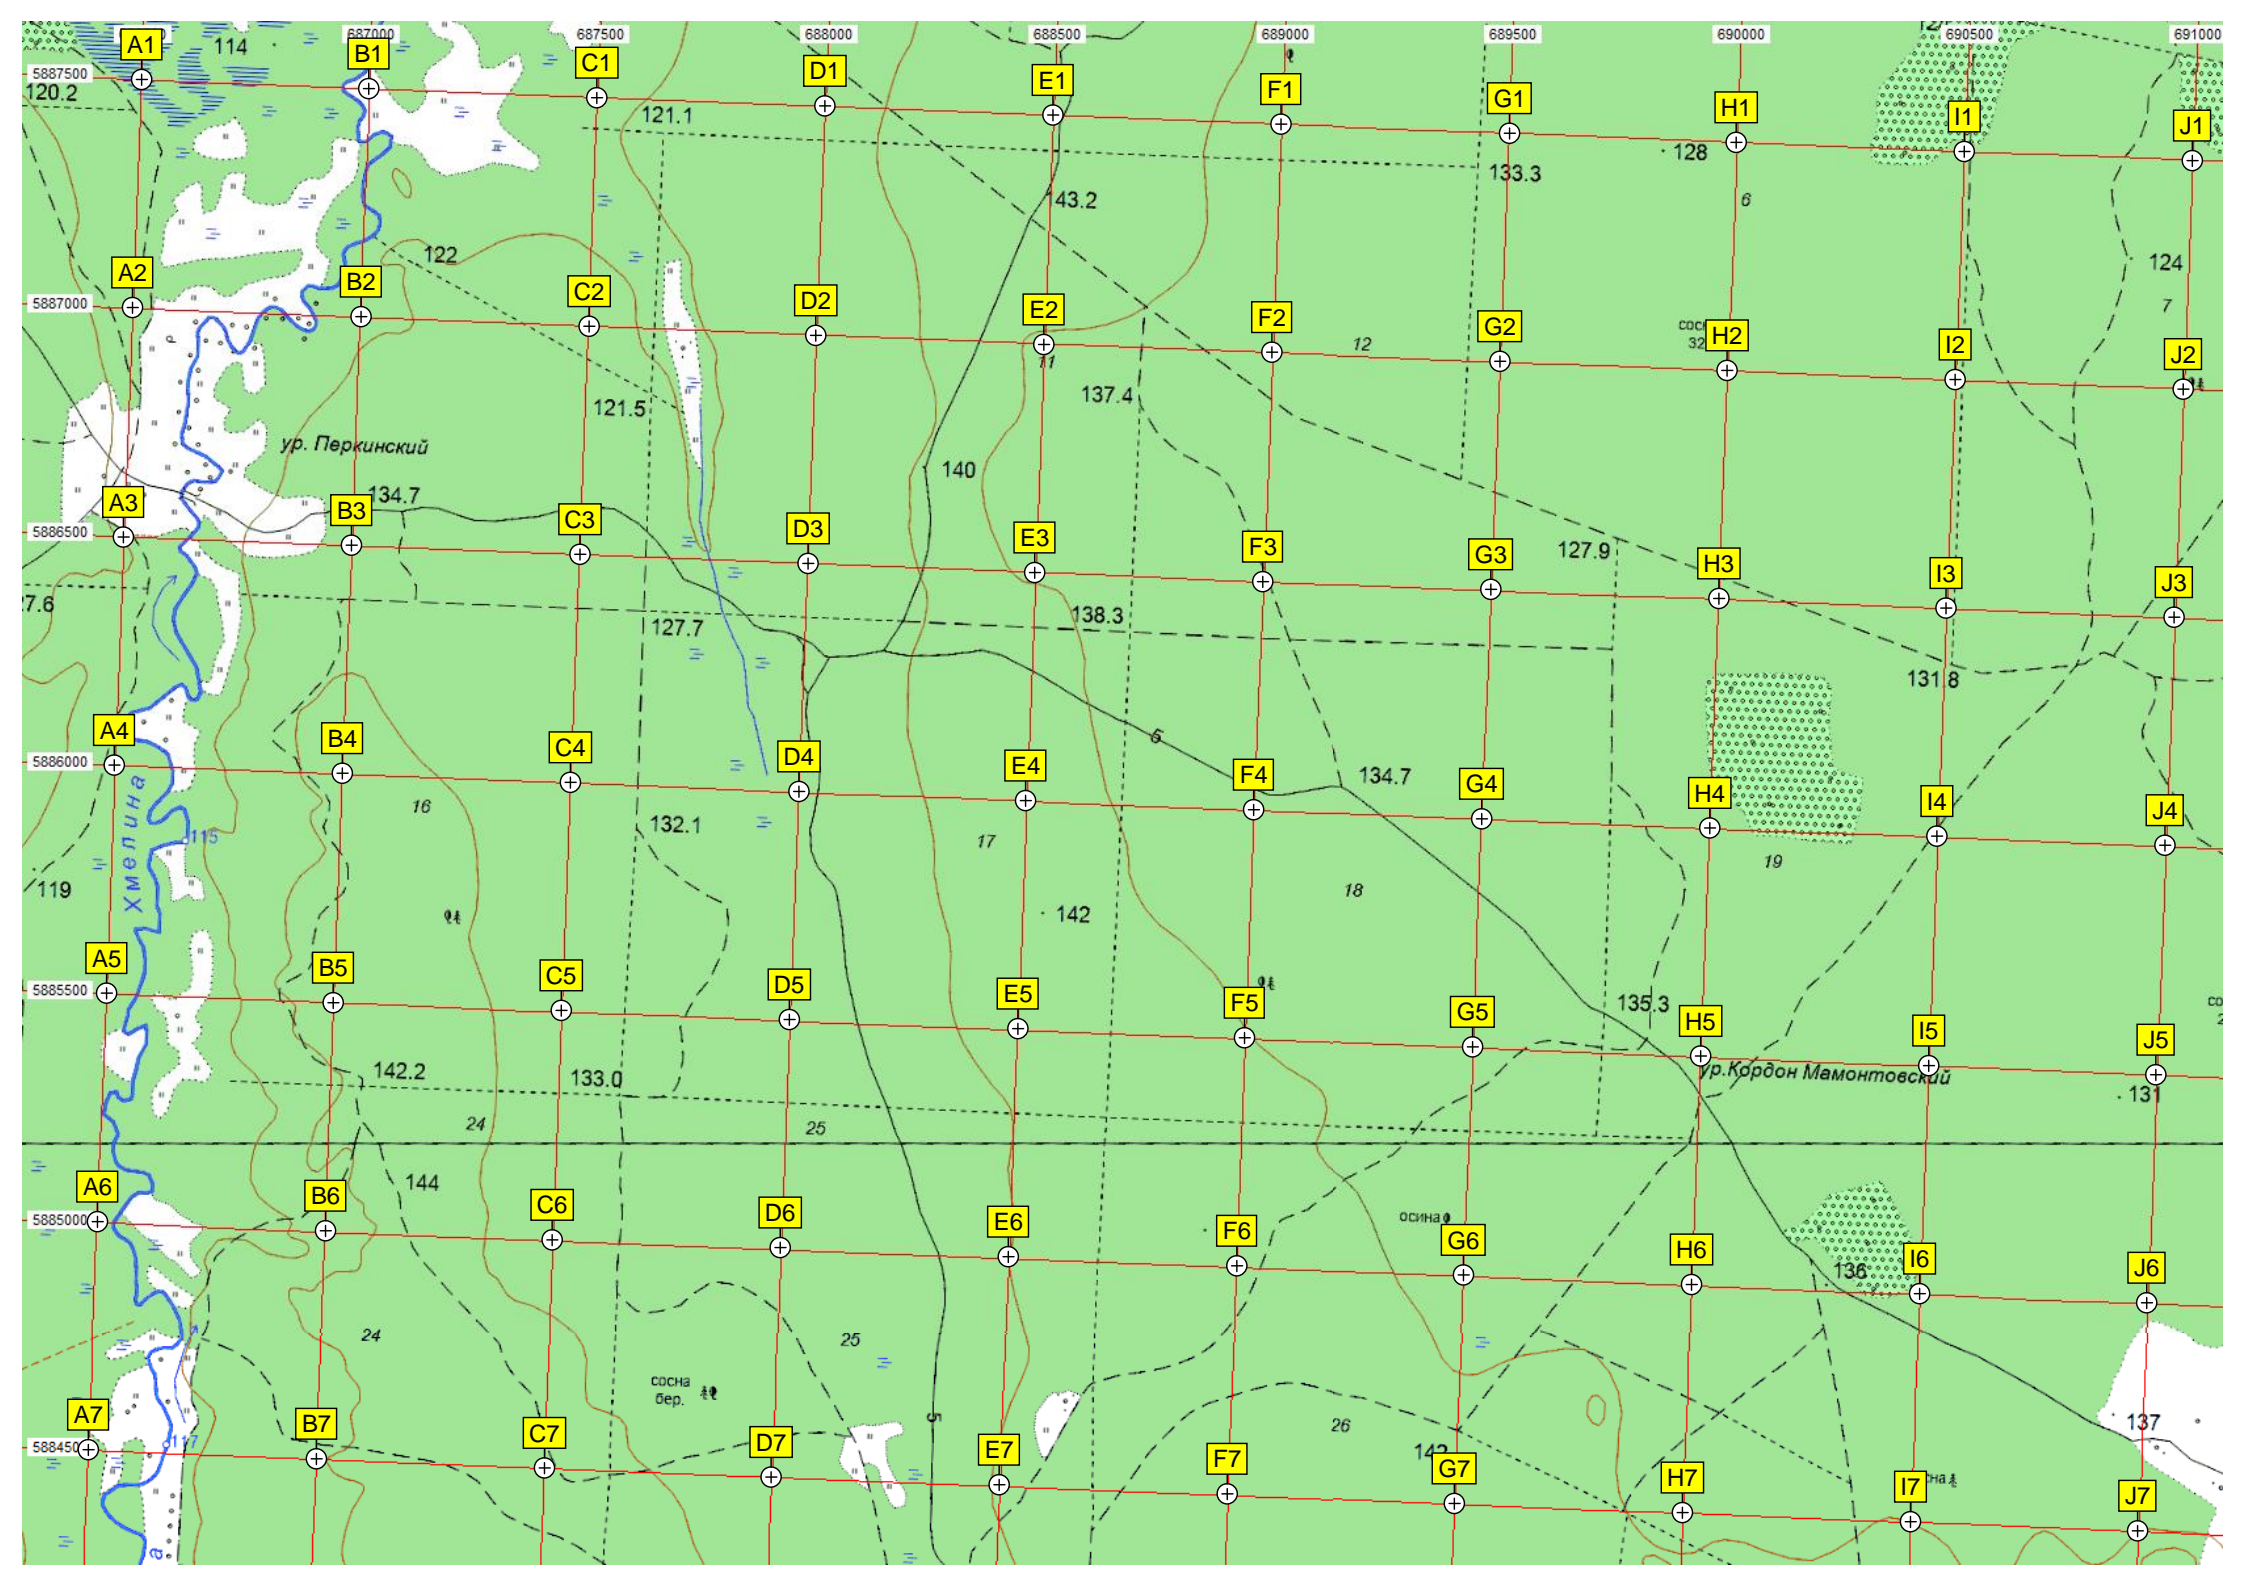 687000 687500 688000 688500 689000 689500 690000 690500 691000
A1 114 B1 C1 D1 E1 F1 G1 H1 I1 J1
5887500
120.2 121.1 133.3 128
43.2 6
122 124
A2 B2 C2 D2 E2 F2 G2 H2 I2 J2
5887000 7
11 12 32
121.5 137.4
ур. Перкинский
140
134.7
A3 B3 C3 D3 E3 F3 G3 H3 I3 J3
5886500 127.9
7.6 127.7 138.3
131.8
A4 B4 C4 D4 E4 F4 G4 H4 I4 J4
5886000 5 134.7
Хмелина
16 115 132.1 17 18 19
119 142
A5 B5 C5 D5 E5 F5 G5 H5 I5 J5
5885500 135.3
142.2 133.0 ур.Кордон Мамонтовский
131
24 25
144
A6 B6 C6 D6 E6 F6 G6 H6 I6 J6
5885000 осина
136
24 25
сосна
бер.
5 26 137
A7 B7 C7 D7 E7 F7 G7 H7 I7 J7
117 142
а